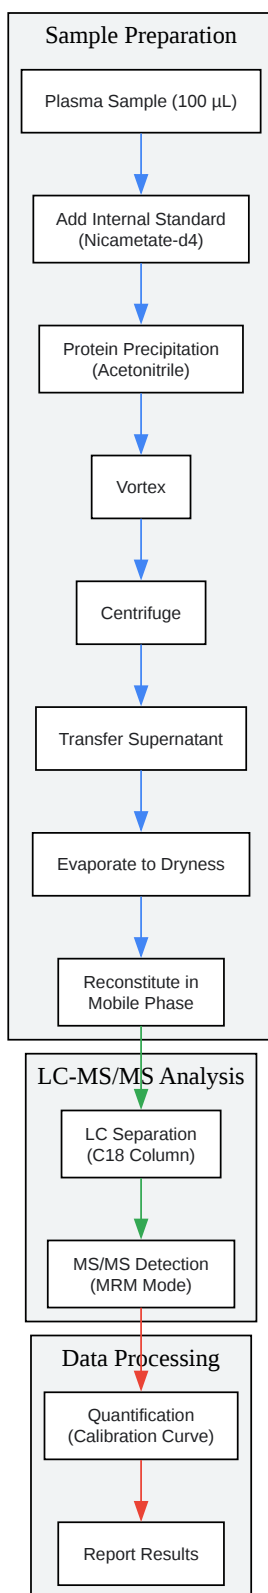 Sample Preparation
Plasma Sample (100 µL)
Add Internal Standard
(Nicametate-d4)
Protein Precipitation
(Acetonitrile)
Vortex
Centrifuge
Transfer Supernatant
Evaporate to Dryness
Reconstitute in
Mobile Phase
LC-MS/MS Analysis
LC Separation
(C18 Column)
MS/MS Detection
(MRM Mode)
Data Processing
Quantification
(Calibration Curve)
Report Results